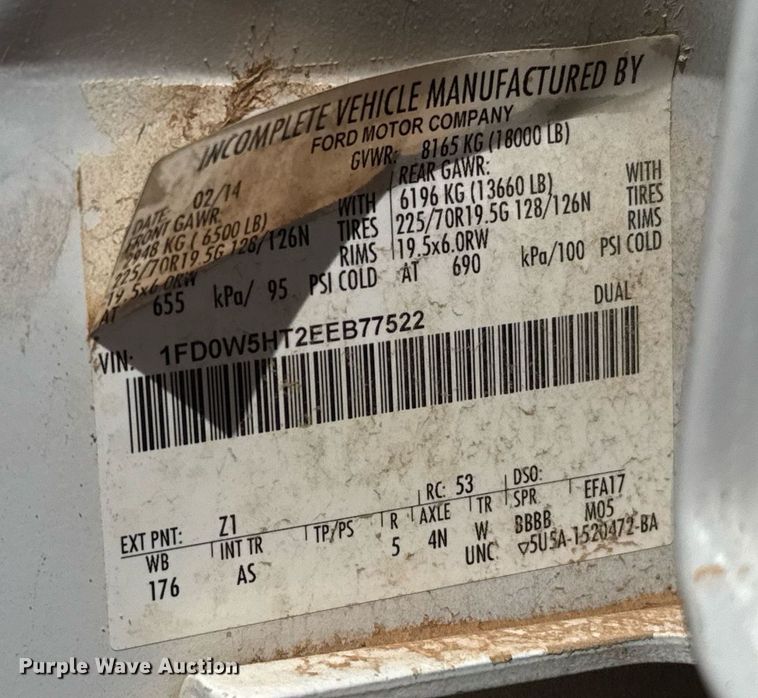 INCOMPLETE VEHICLE MANUFACTURED BY
FORD MOTOR COMPANY
DATE: 02/14 GVWR: 8165 KG (18000 LB)
FRONT GAWR: REAR GAWR:
2948 KG ( 6500 LB) WITH 6196 KG (13660 LB) WITH
225/70R19.5G 128/126N TIRES 225/70R19.5G 128/126N TIRES
19.5x6.0RW RIMS 19.5x6.0RW RIMS
AT 655 kPa/ 95 PSI COLD AT 690 kPa/100 PSI COLD
VIN: 1FD0W5HT2EEB77522 DUAL
EXT PNT: Z1 RC: 53 DSO:
WB INT TR TP/PS R AXLE TR SPR EFA17
176 AS 5 4N W BBBB M05
UNC ▽5U5A-1520472-BA
Purple Wave Auction